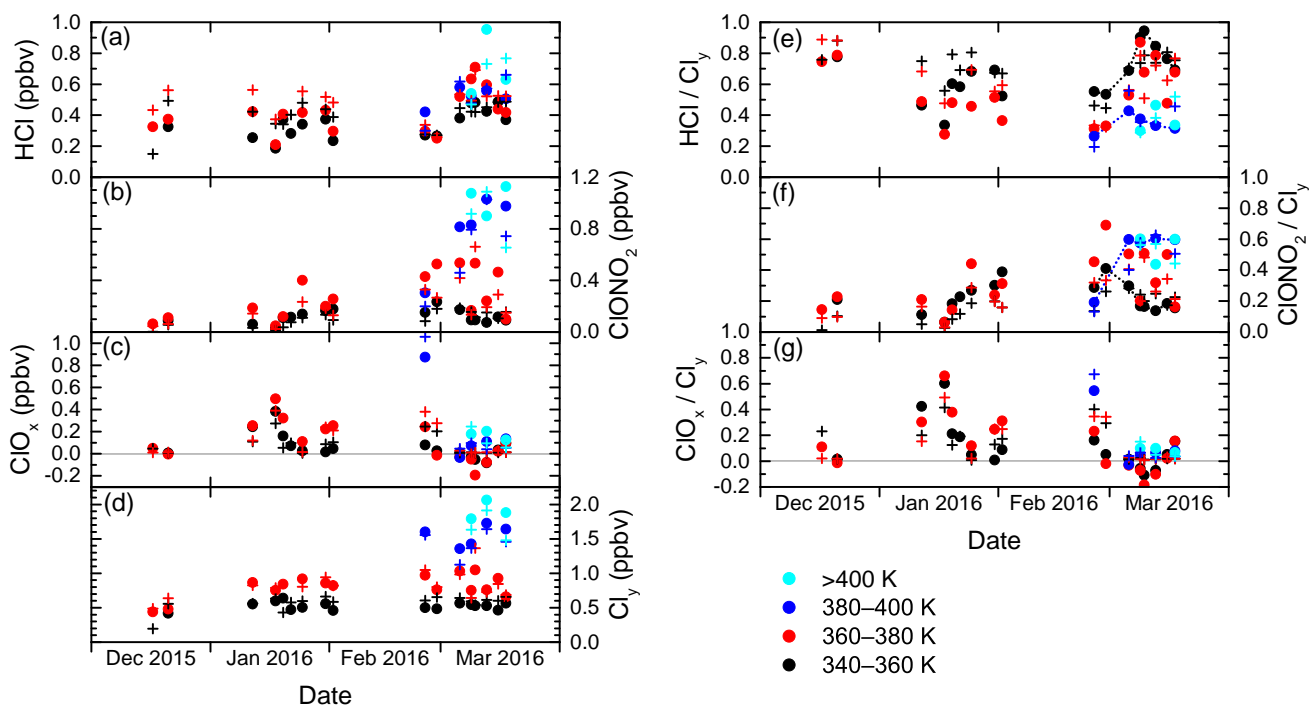 (a)
HCl (ppbv)
1.0
0.8
0.6
0.4
0.2
0.0
(b)
ClONO2 (ppbv)
1.2
0.8
0.4
0.0
(c)
ClOx (ppbv)
1.0
0.8
0.6
0.4
0.2
0.0
-0.2
(d)
Cly (ppbv)
2.0
1.5
1.0
0.5
0.0
Dec 2015 Jan 2016 Feb 2016 Mar 2016
Date
(e)
HCl / Cly
1.0
0.8
0.6
0.4
0.2
0.0
(f)
ClONO2 / Cly
1.0
0.8
0.6
0.4
0.2
0.0
(g)
ClOx / Cly
1.0
0.8
0.6
0.4
0.2
0.0
-0.2
Dec 2015 Jan 2016 Feb 2016 Mar 2016
Date
>400 K
380–400 K
360–380 K
340–360 K